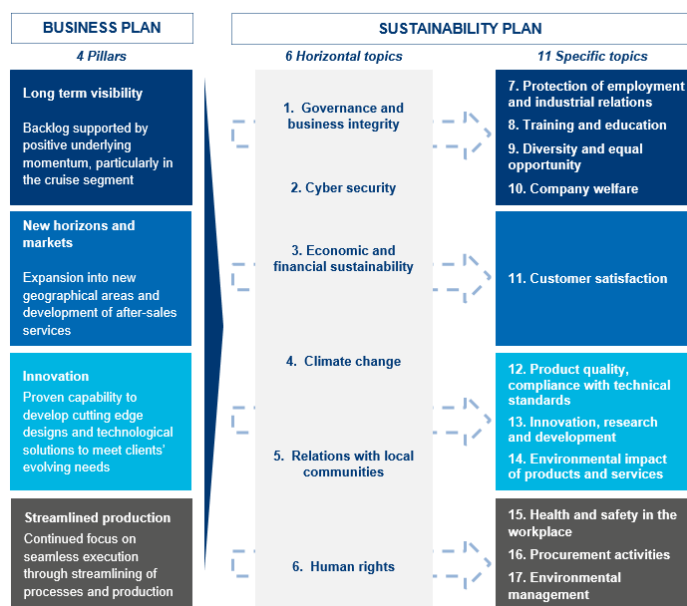 BUSINESS PLAN
SUSTAINABILITY PLAN
4 Pillars
6 Horizontal topics
11 Specific topics
Long term visibility
Backlog supported by
positive underlying
momentum, particularly in
the cruise segment
New horizons and
markets
Expansion into new
geographical areas and
development of after-sales
services
Innovation
Proven capability to
develop cutting edge
designs and technological
solutions to meet clients'
evolving needs
Streamlined production
Continued focus on
seamless execution
through streamlining of
processes and production
1. Governance and
business integrity
2. Cyber security
3. Economic and
financial sustainability
4. Climate change
5. Relations with local
communities
6. Human rights
7. Protection of employment
and industrial relations
8. Training and education
9. Diversity and equal
opportunity
10. Company welfare
11. Customer satisfaction
12. Product quality,
compliance with technical
standards
13. Innovation, research
and development
14. Environmental impact
of products and services
15. Health and safety in the
workplace
16. Procurement activities
17. Environmental
management